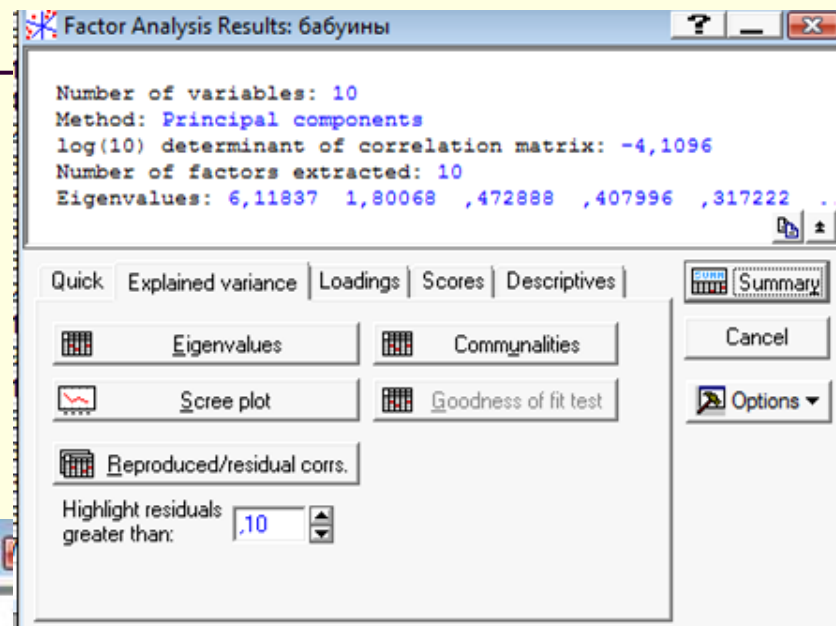 Factor Analysis Results: бабуины
Number of variables: 10
Method: Principal components
log(10) determinant of correlation matrix: -4,1096
Number of factors extracted: 10
Eigenvalues: 6,11837 1,80068 ,472888 ,407996 ,317222 ..
Quick Explained variance Loadings Scores Descriptives
Summary
Eigenvalues Communalities
Cancel
Scree plot Goodness of fit test
Options
Reproduced/residual corrs.
Highlight residuals
greater than: ,10